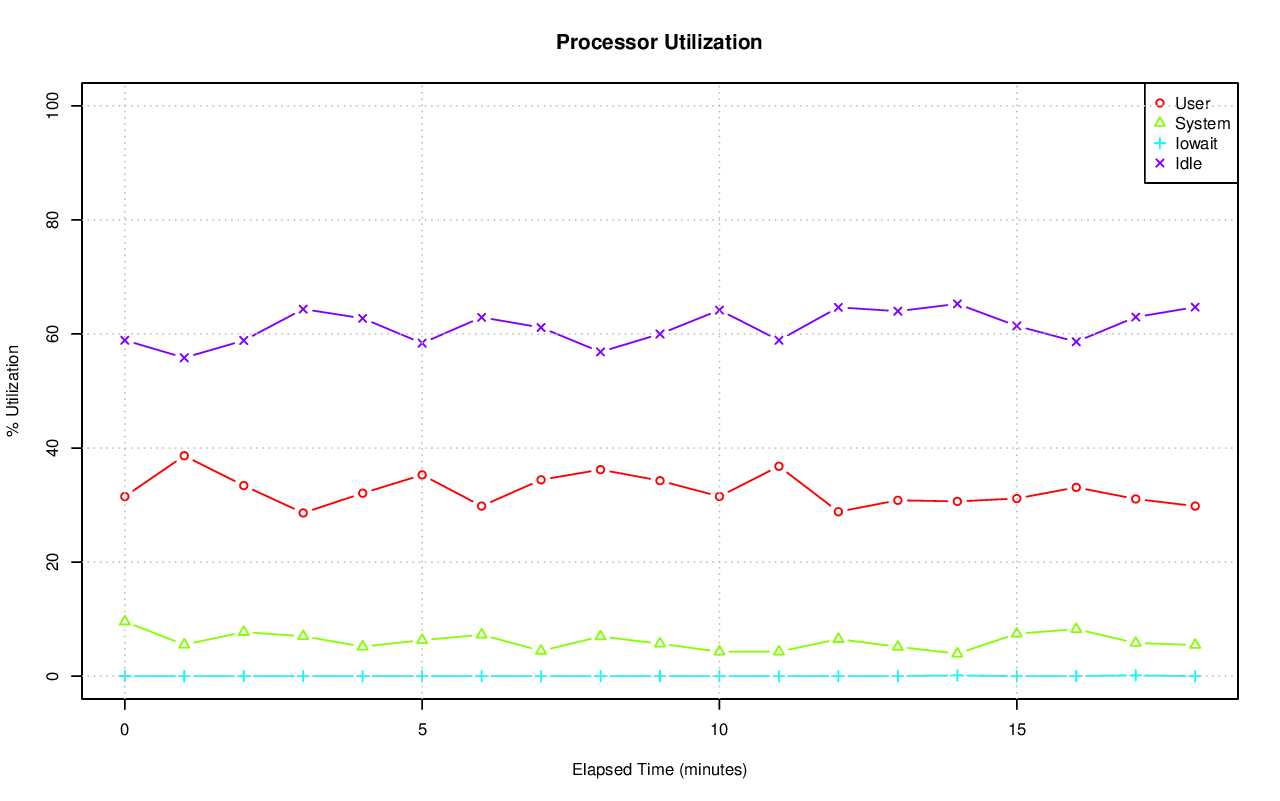 Processor Utilization
User
System
Iowait
Idle
100
80
60
40
20
0
% Utilization
0 5 10 15
Elapsed Time (minutes)